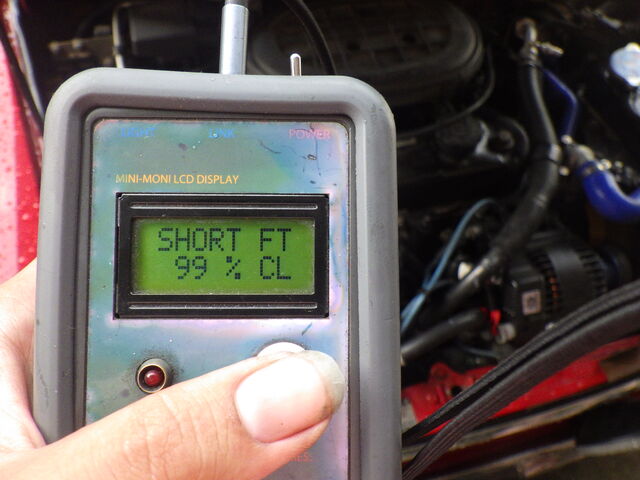 LINK
POWER
MINI-MONI LCD DISPLAY
SHORT FT
99 % CL